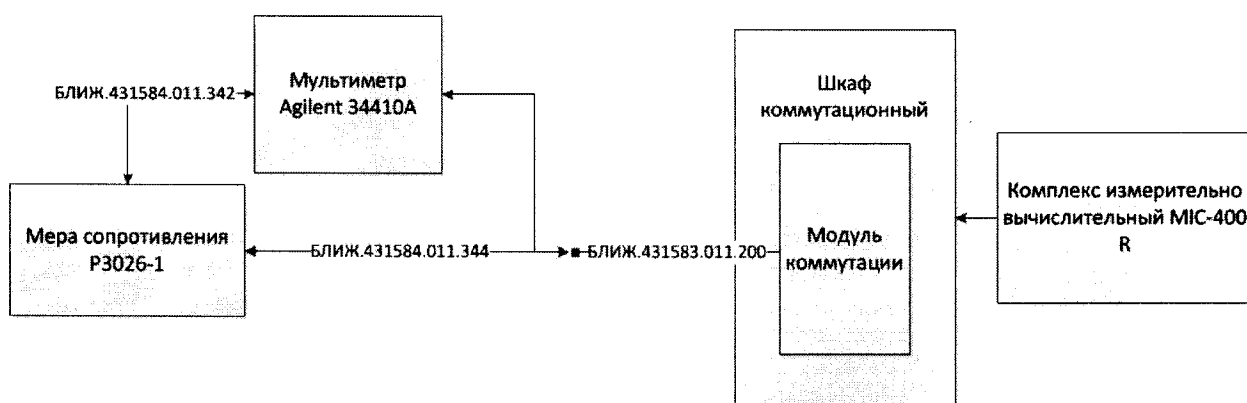 БЛИЖ.431584.011.342
Мультиметр
Agilent 34410A
Мера сопротивления
Р3026-1
БЛИЖ.431584.011.344
БЛИЖ.431583.011.200
Шкаф
коммутационный
Модуль
коммутации
Комплекс измерительно
вычислительный MIC-400
R